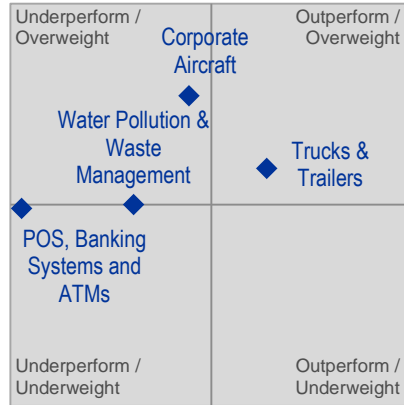 Underperform /
Overweight
Outperform /
Overweight
Corporate
Aircraft
Water Pollution &
Waste
Management
Trucks &
Trailers
POS, Banking
Systems and
ATMs
Underperform /
Underweight
Outperform /
Underweight